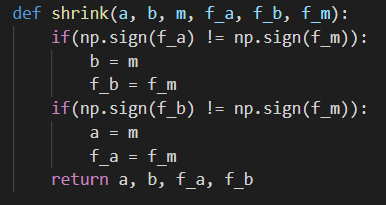 def shrink(a, b, m, f_a, f_b, f_m):
    if(np.sign(f_a) != np.sign(f_m)):
        b = m
        f_b = f_m
    if(np.sign(f_b) != np.sign(f_m)):
        a = m
        f_a = f_m
    return a, b, f_a, f_b